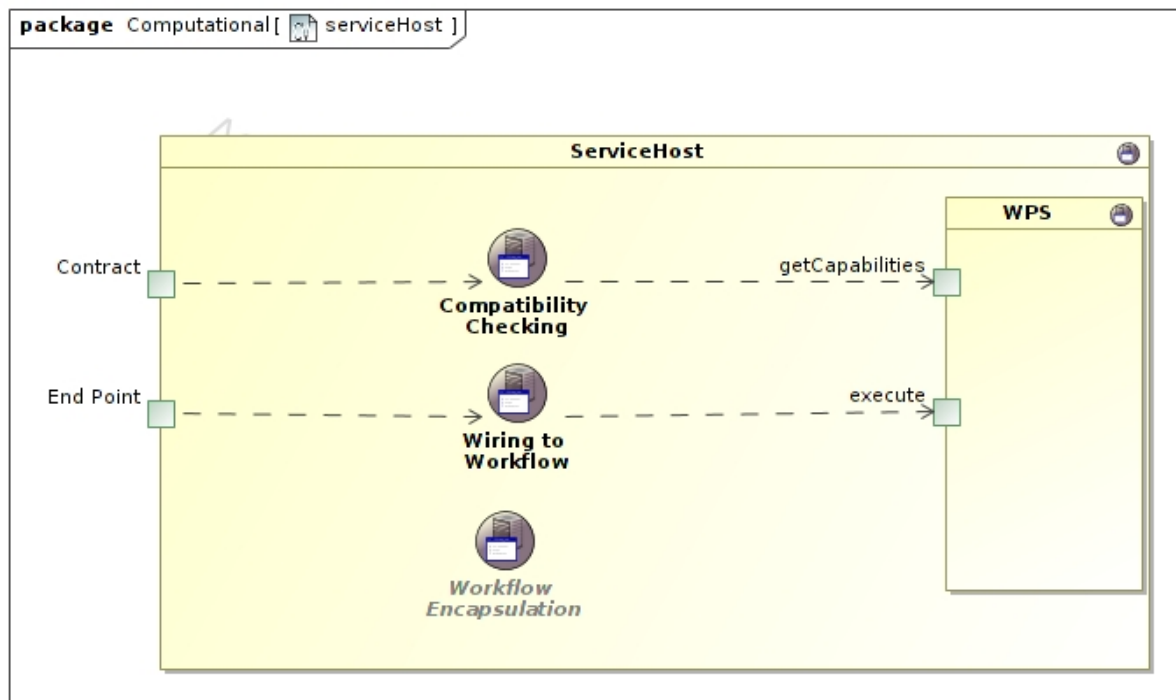 package Computational[ serviceHost ]
ServiceHost
WPS
Contract
getCapabilities
Compatibility
Checking
End Point
execute
Wiring to
Workflow
Workflow
Encapsulation